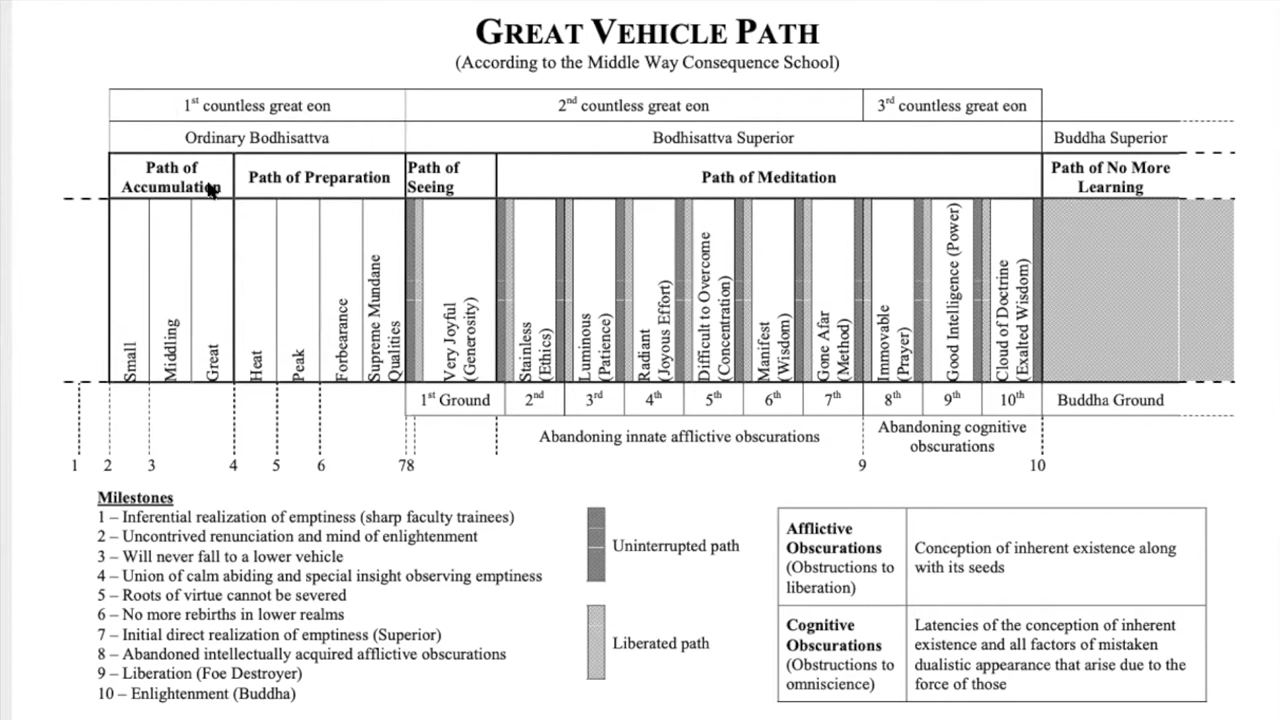 GREAT VEHICLE PATH
(According to the Middle Way Consequence School)
1st countless great eon
2nd countless great eon
3rd countless great eon
Ordinary Bodhisattva
Bodhisattva Superior
Buddha Superior
Path of
Accumulation
Path of Preparation
Path of
Seeing
Path of Meditation
Path of No More
Learning
Small
Middling
Great
Heat
Peak
Forbearance
Supreme Mundane
Qualities
Very Joyful
(Generosity)
Stainless
(Ethics)
Luminous
(Patience)
Radiant
(Joyous Effort)
Difficult to Overcome
(Concentration)
Manifest
(Wisdom)
Gone Afar
(Method)
Immovable
(Prayer)
Good Intelligence (Power)
Cloud of Doctrine
(Exalted Wisdom)
1st Ground
2nd
3rd
4th
5th
6th
7th
8th
9th
10th
Buddha Ground
Abandoning innate afflictive obscurations
Abandoning cognitive
obscurations
1 2 3 4 5 6 78 9 10
Milestones
1 – Inferential realization of emptiness (sharp faculty trainees)
2 – Uncontrived renunciation and mind of enlightenment
3 – Will never fall to a lower vehicle
4 – Union of calm abiding and special insight observing emptiness
5 – Roots of virtue cannot be severed
6 – No more rebirths in lower realms
7 – Initial direct realization of emptiness (Superior)
8 – Abandoned intellectually acquired afflictive obscurations
9 – Liberation (Foe Destroyer)
10 – Enlightenment (Buddha)
Uninterrupted path
Liberated path
Afflictive
Obscurations
(Obstructions to
liberation)
Conception of inherent existence along
with its seeds
Cognitive
Obscurations
(Obstructions to
omniscience)
Latencies of the conception of inherent
existence and all factors of mistaken
dualistic appearance that arise due to the
force of those